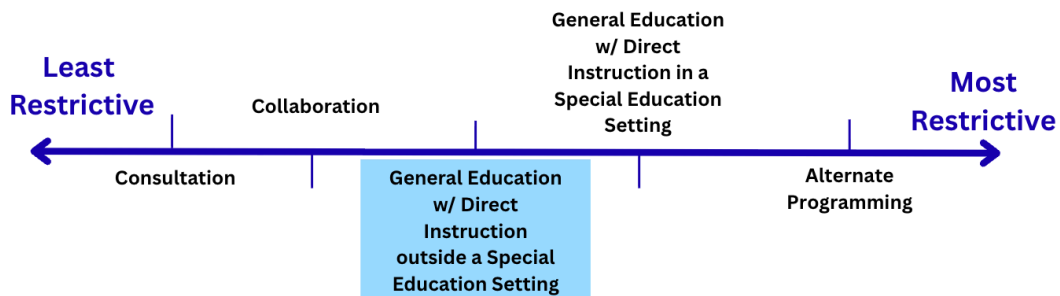 Least
Restrictive
Consultation
Collaboration
General Education
w/ Direct
Instruction
outside a Special
Education Setting
General Education
w/ Direct
Instruction in a
Special Education
Setting
Alternate
Programming
Most
Restrictive